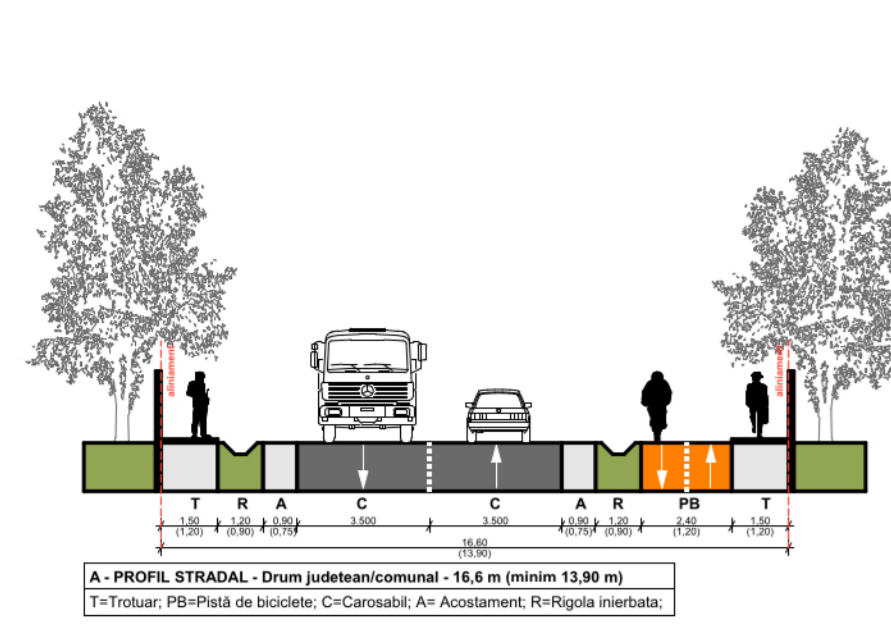 aliniament
aliniament
T R A C C A R PB T
1,50 1,20 0,90 3.500 3.500 0,90 1,20 2,40 1,50
(1,20) (0,90) (0,75) (0,75) (0,90) (1,20) (1,20)
16,60
(13,90)
A - PROFIL STRADAL - Drum judetean/comunal - 16,6 m (minim 13,90 m)
T=Trotuar; PB=Pistă de biciclete; C=Carosabil; A= Acostament; R=Rigola inierbata;